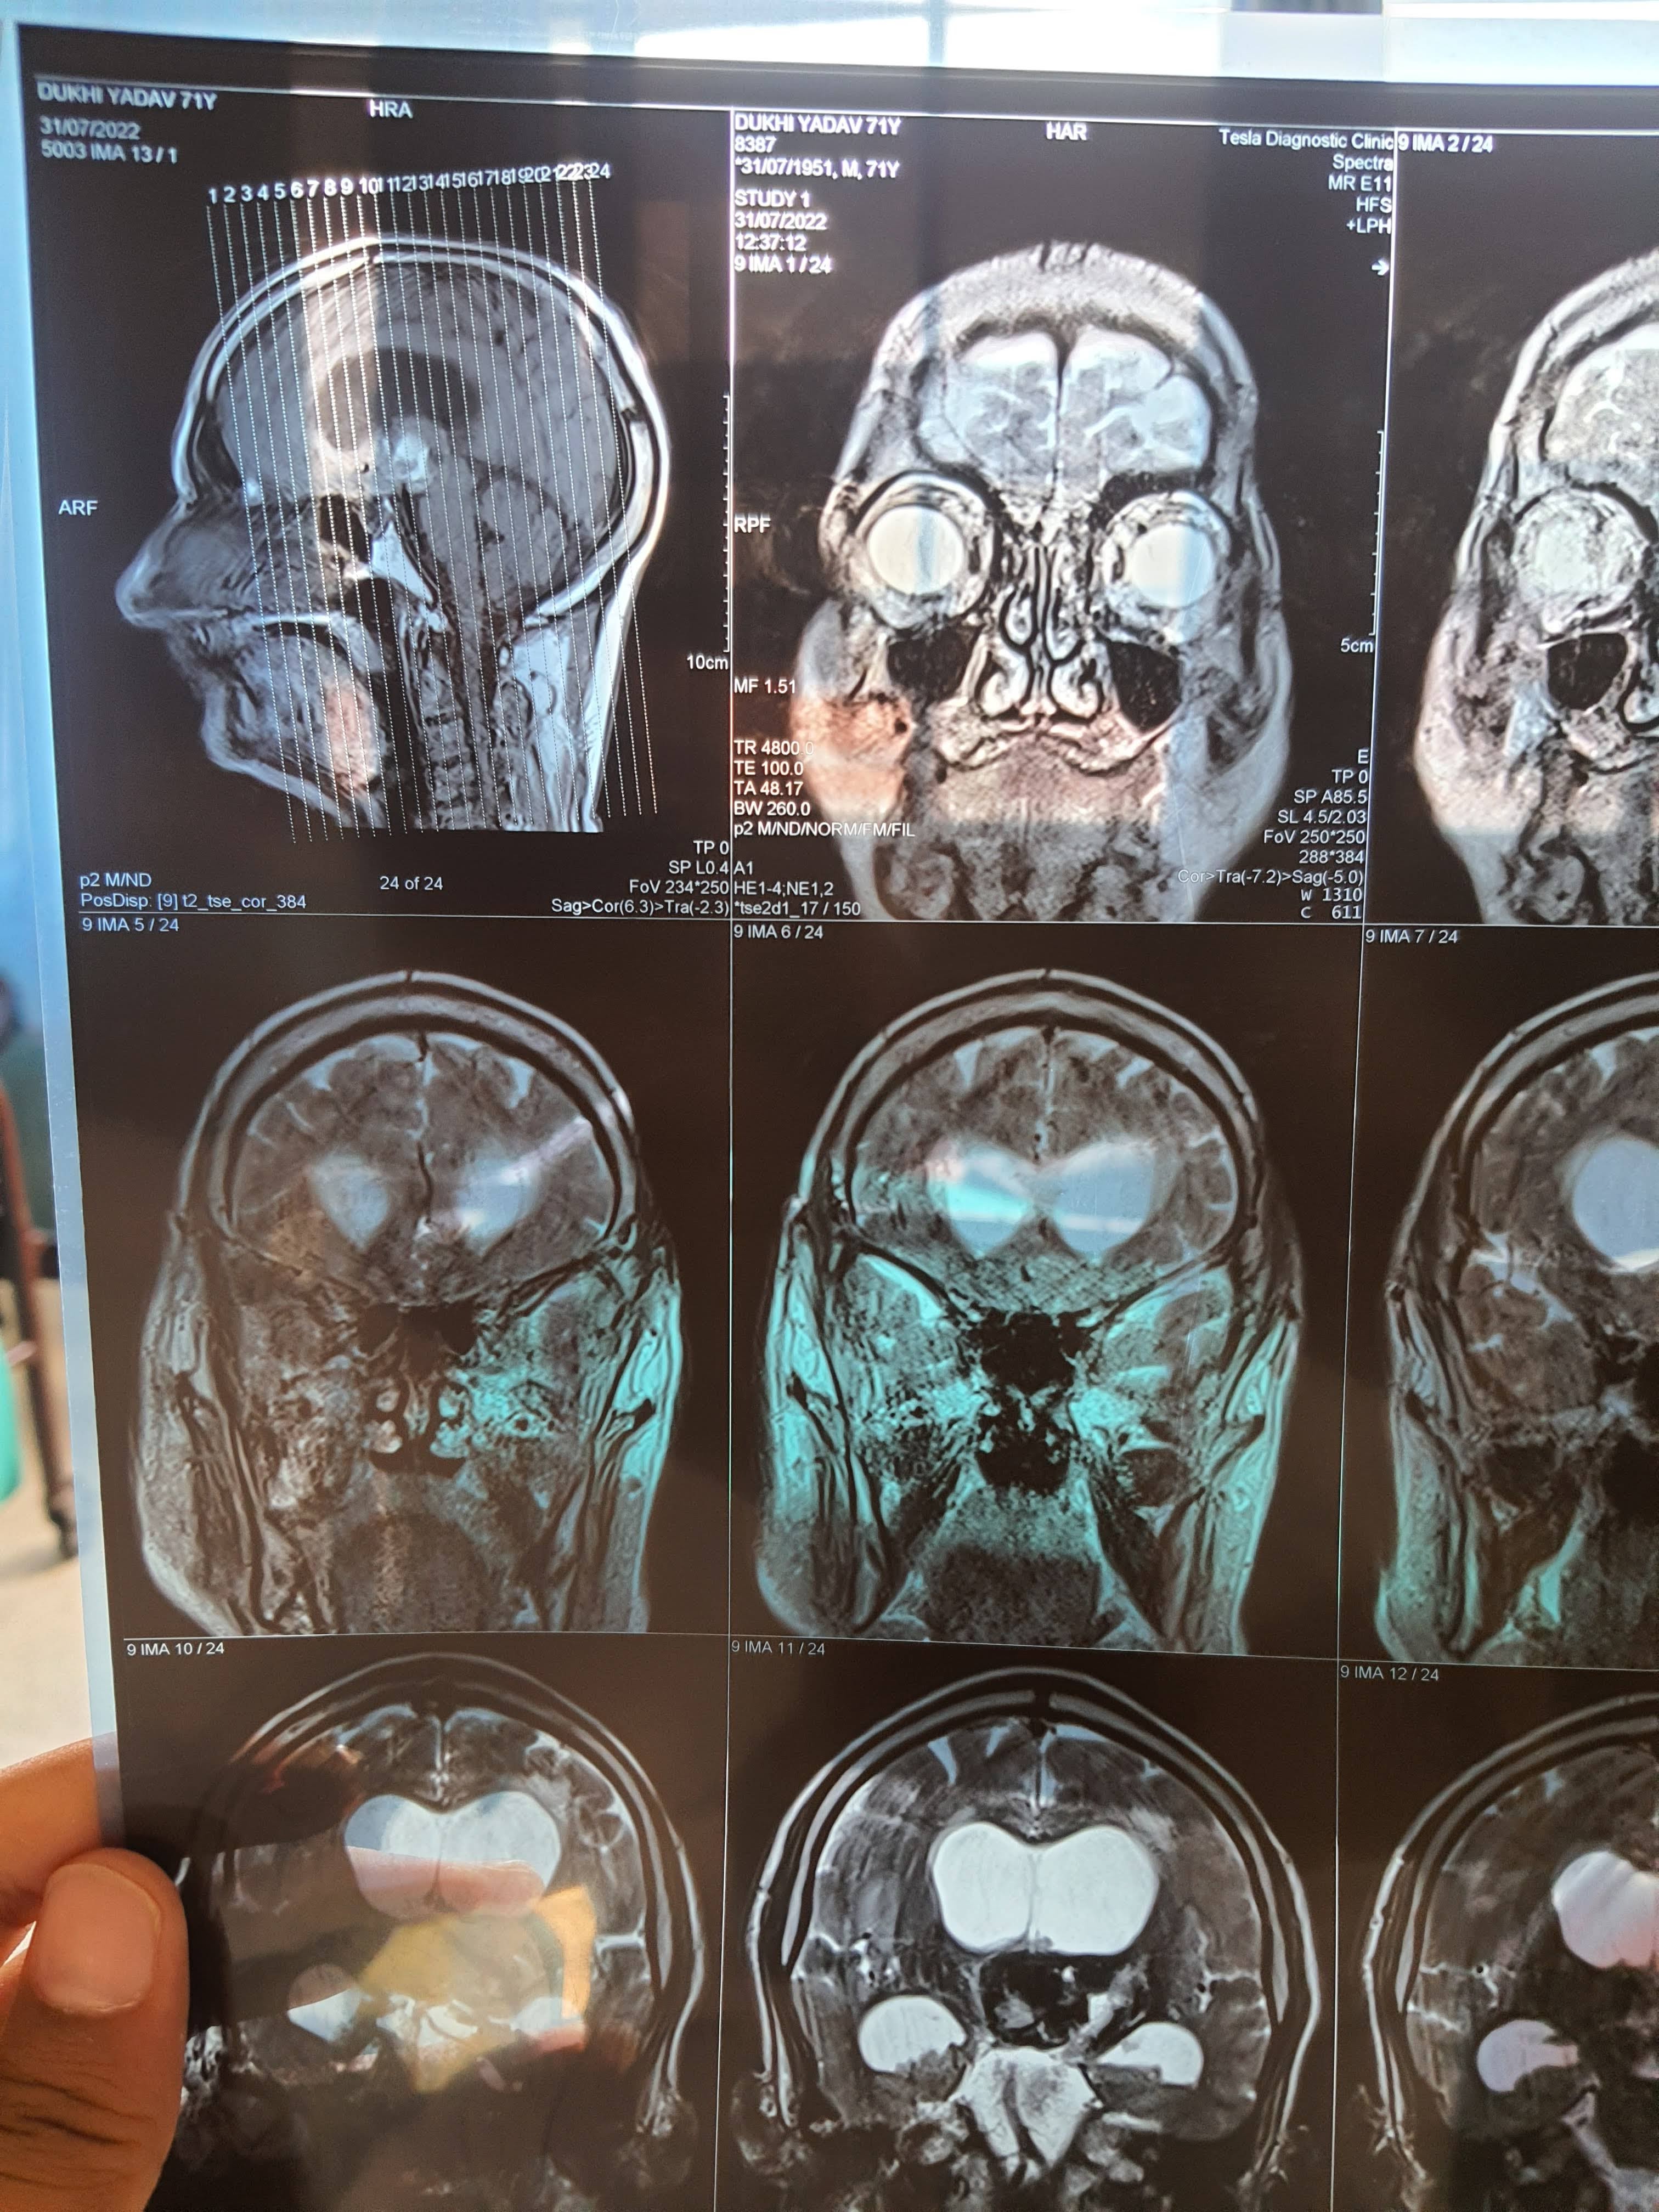 DUKHI YADAV 71Y
31/07/2022
5003 IMA 13 / 1
HRA
1 2 3 4 5 6 7 8 9 10 11 12 13 14 15 16 17 18 19 20 21 22 23 24
ARF
10cm
p2 M/ND
PosDisp: [9] t2_tse_cor_384
24 of 24
TP 0
SP L0.4
FoV 234*250
Sag>Cor(6.3)>Tra(-2.3)
DUKHI YADAV 71Y
8387
*31/07/1951, M, 71Y
STUDY 1
31/07/2022
12:37:12
9 IMA 1 / 24
HAR
Tesla Diagnostic Clinic
Spectra
MR E11
HFS
+LPH
RPF
5cm
MF 1.51
TR 4800.0
TE 100.0
TA 48.17
BW 260.0
p2 M/ND/NORM/FM/FIL
A1
HE1-4;NE1,2
*tse2d1_17 / 150
E
TP 0
SP A85.5
SL 4.5/2.03
FoV 250*250
288*384
Cor>Tra(-7.2)>Sag(-5.0)
W 1310
C 611
9 IMA 2 / 24
9 IMA 5 / 24
9 IMA 6 / 24
9 IMA 7 / 24
9 IMA 10 / 24
9 IMA 11 / 24
9 IMA 12 / 24